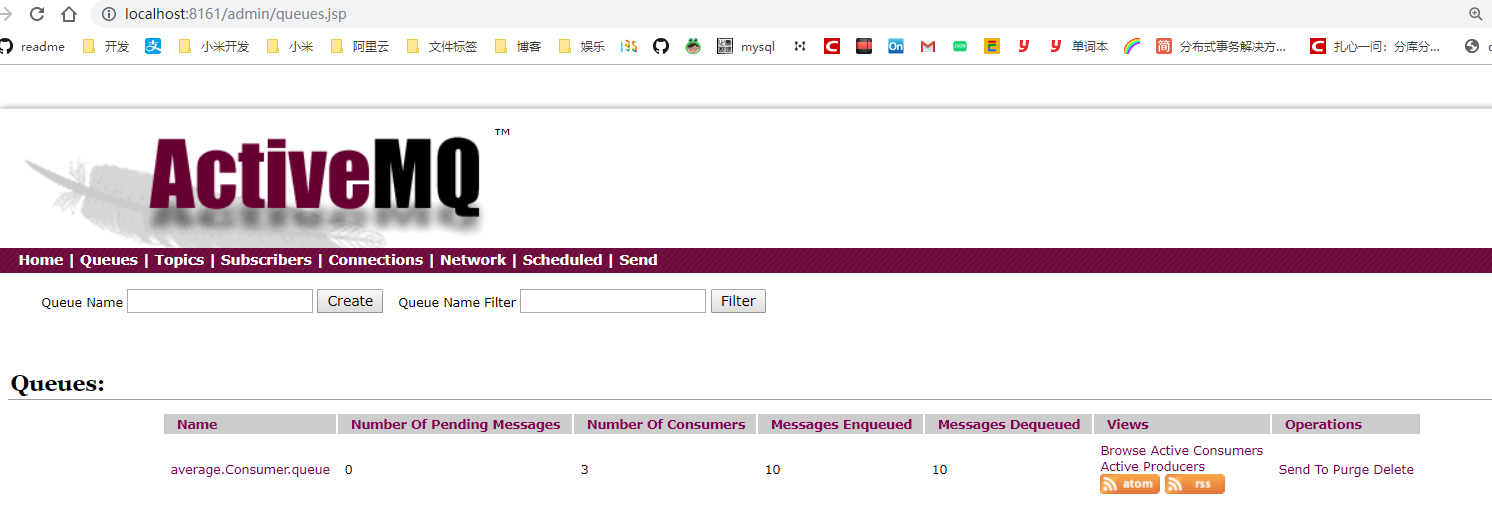 localhost:8161/admin/queues.jsp
readme 开发 小米开发 小米 阿里云 文件标签 博客 娱乐 mysql C On JSON E y y 单词本 简 分布式事务解决方... C 扎心一问：分库分...
ActiveMQ™
Home | Queues | Topics | Subscribers | Connections | Network | Scheduled | Send
Queue Name Create Queue Name Filter Filter
Queues:
Name Number Of Pending Messages Number Of Consumers Messages Enqueued Messages Dequeued Views Operations
average.Consumer.queue 0 3 10 10 Browse Active Consumers
Active Producers
atom rss
Send To Purge Delete